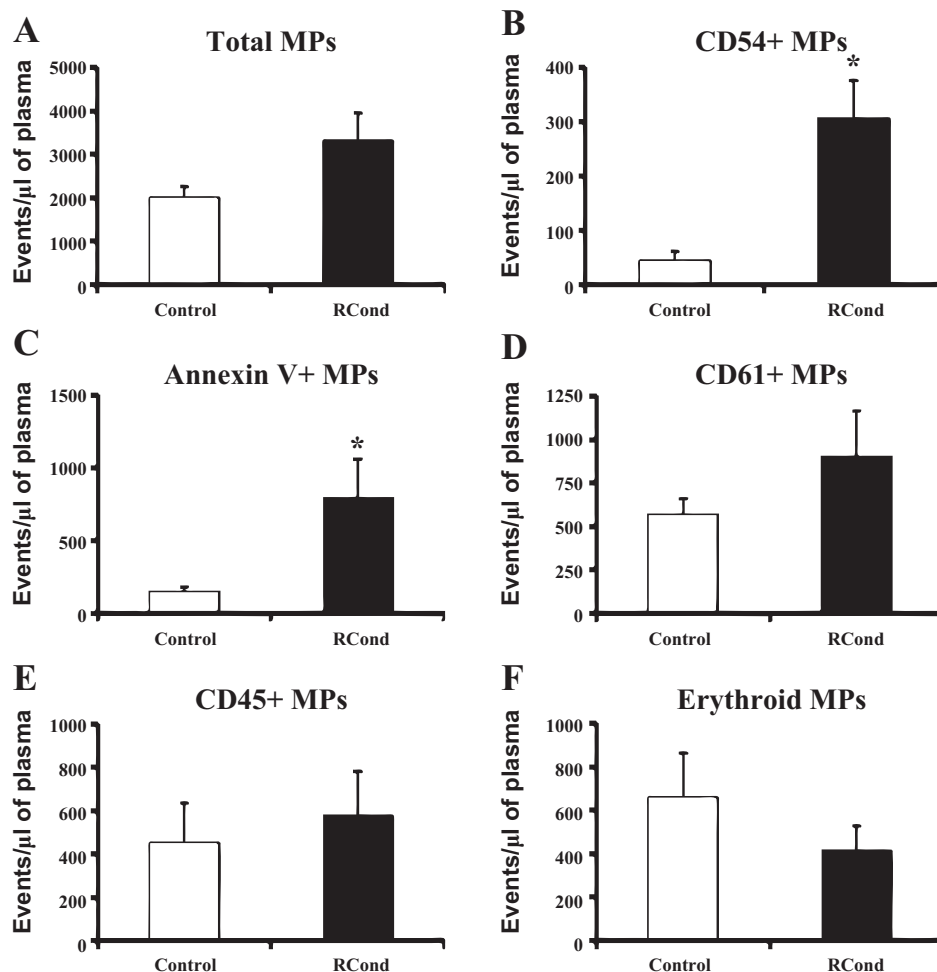 A
Total MPs
Events/µl of plasma
5000
4000
3000
2000
1000
0
Control
RCond
B
CD54+ MPs
Events/µl of plasma
400
300
200
100
0
*
Control
RCond
C
Annexin V+ MPs
Events/µl of plasma
1500
1000
500
0
*
Control
RCond
D
CD61+ MPs
Events/µl of plasma
1250
1000
750
500
250
0
Control
RCond
E
CD45+ MPs
Events/µl of plasma
1000
800
600
400
200
0
Control
RCond
F
Erythroid MPs
Events/µl of plasma
1000
800
600
400
200
0
Control
RCond